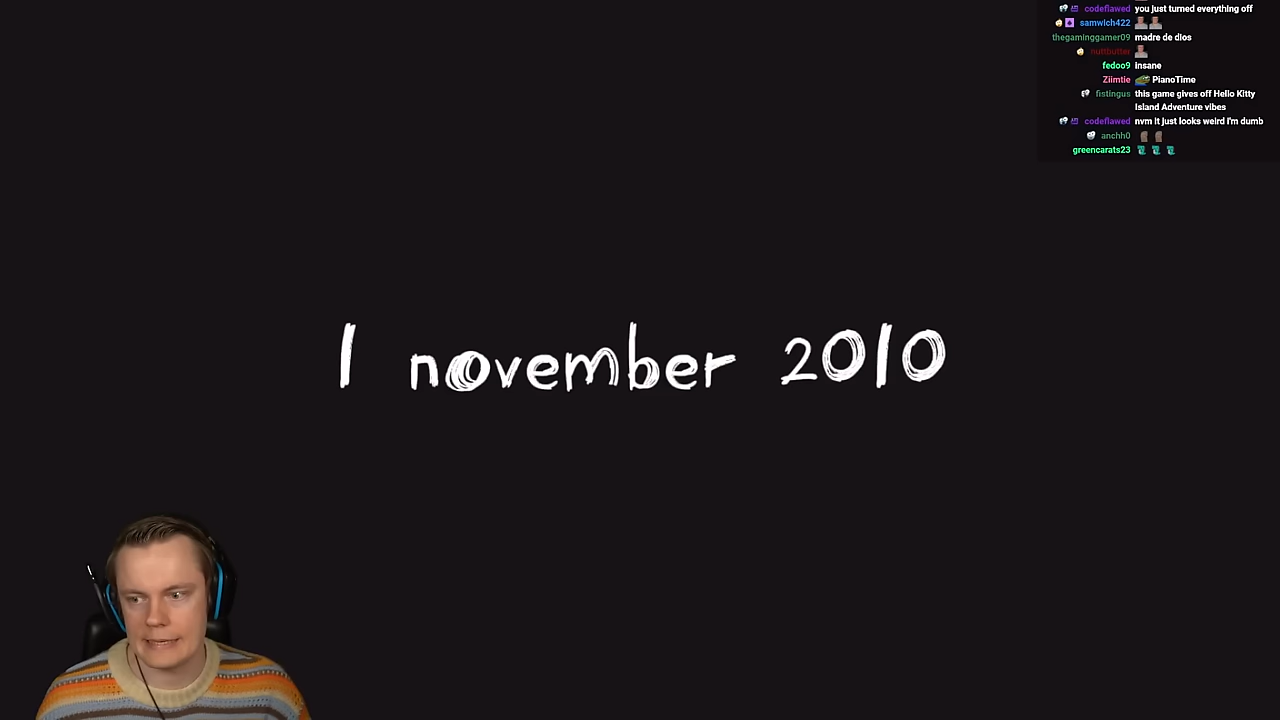 codeflawed you just turned everything off
samwich422
thegaminggamer09 madre de dios
nuttbutter
fedoo9 insane
Ziimtie PianoTime
fistingus this game gives off Hello Kitty
Island Adventure vibes
codeflawed nvm it just looks weird I'm dumb
anchh0
greencarats23
1 november 2010